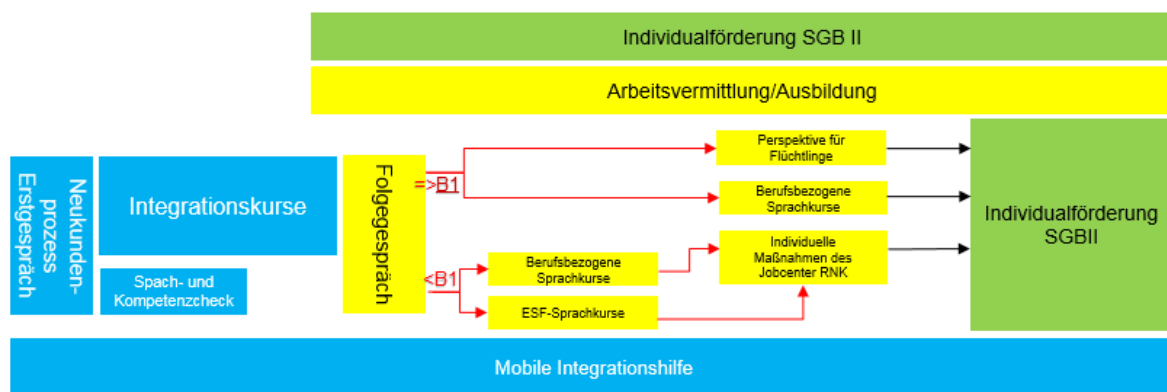 Individualförderung SGB II
Arbeitsvermittlung/Ausbildung
Neukunden-
prozess
Erstgespräch
Integrationskurse
Spach- und
Kompetenzcheck
Folgegespräch
=>B1
<B1
Perspektive für
Flüchtlinge
Berufsbezogene
Sprachkurse
Berufsbezogene
Sprachkurse
Individuelle
Maßnahmen des
Jobcenter RNK
ESF-Sprachkurse
Individualförderung
SGBII
Mobile Integrationshilfe